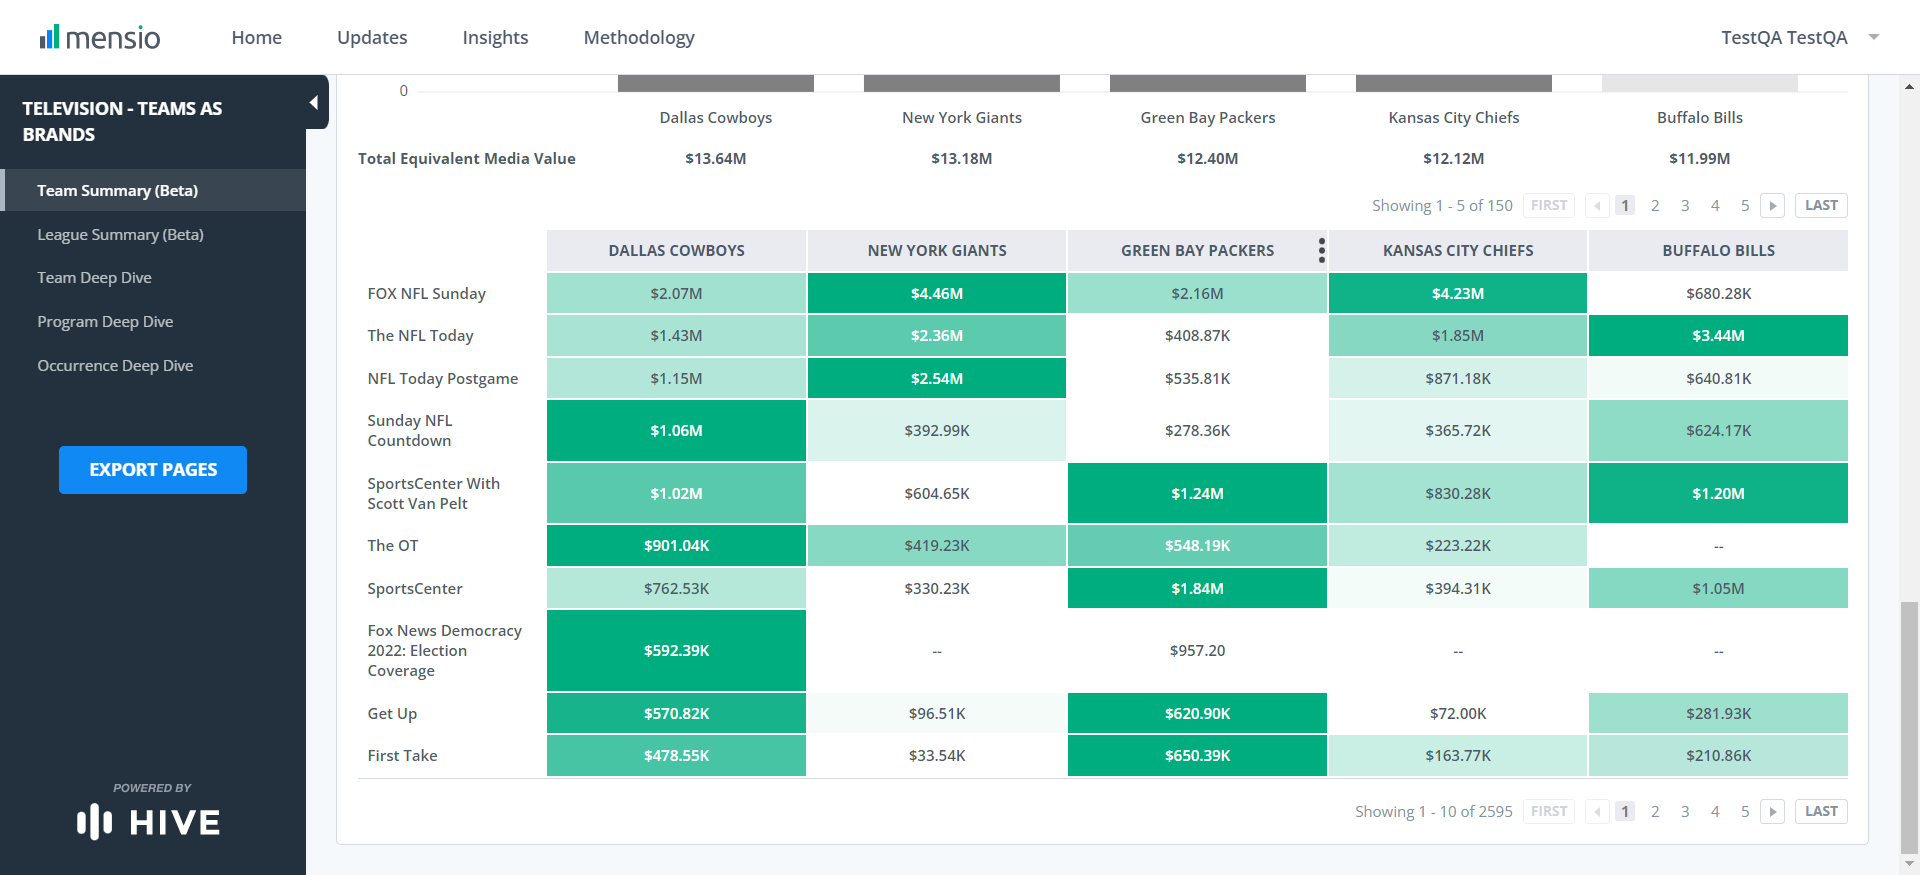 mensio Home Updates Insights Methodology TestQA TestQA
TELEVISION - TEAMS AS
BRANDS
Team Summary (Beta)
League Summary (Beta)
Team Deep Dive
Program Deep Dive
Occurrence Deep Dive
EXPORT PAGES
POWERED BY
HIVE
0
Dallas Cowboys New York Giants Green Bay Packers Kansas City Chiefs Buffalo Bills
Total Equivalent Media Value $13.64M $13.18M $12.40M $12.12M $11.99M
Showing 1 - 5 of 150 FIRST 1 2 3 4 5 LAST
DALLAS COWBOYS NEW YORK GIANTS GREEN BAY PACKERS KANSAS CITY CHIEFS BUFFALO BILLS
FOX NFL Sunday $2.07M $4.46M $2.16M $4.23M $680.28K
The NFL Today $1.43M $2.36M $408.87K $1.85M $3.44M
NFL Today Postgame $1.15M $2.54M $535.81K $871.18K $640.81K
Sunday NFL
Countdown $1.06M $392.99K $278.36K $365.72K $624.17K
SportsCenter With
Scott Van Pelt $1.02M $604.65K $1.24M $830.28K $1.20M
The OT $901.04K $419.23K $548.19K $223.22K --
SportsCenter $762.53K $330.23K $1.84M $394.31K $1.05M
Fox News Democracy
2022: Election $592.39K -- $957.20 -- --
Coverage
Get Up $570.82K $96.51K $620.90K $72.00K $281.93K
First Take $478.55K $33.54K $650.39K $163.77K $210.86K
Showing 1 - 10 of 2595 FIRST 1 2 3 4 5 LAST